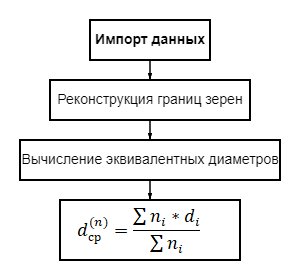 Импорт данных
Реконструкция границ зерен
Вычисление эквивалентных диаметров
d_ср^(n) = ∑ n_i * d_i / ∑ n_i